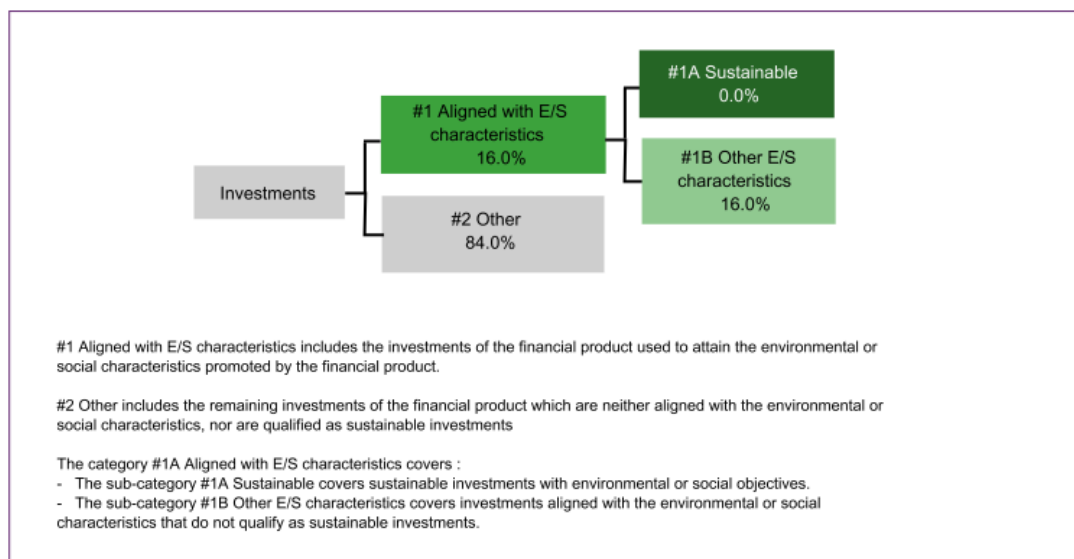 #1A Sustainable
0.0%
#1 Aligned with E/S
characteristics
16.0%
#1B Other E/S
characteristics
16.0%
Investments
#2 Other
84.0%
#1 Aligned with E/S characteristics includes the investments of the financial product used to attain the environmental or
social characteristics promoted by the financial product.
#2 Other includes the remaining investments of the financial product which are neither aligned with the environmental or
social characteristics, nor are qualified as sustainable investments
The category #1A Aligned with E/S characteristics covers :
- The sub-category #1A Sustainable covers sustainable investments with environmental or social objectives.
- The sub-category #1B Other E/S characteristics covers investments aligned with the environmental or social
characteristics that do not qualify as sustainable investments.